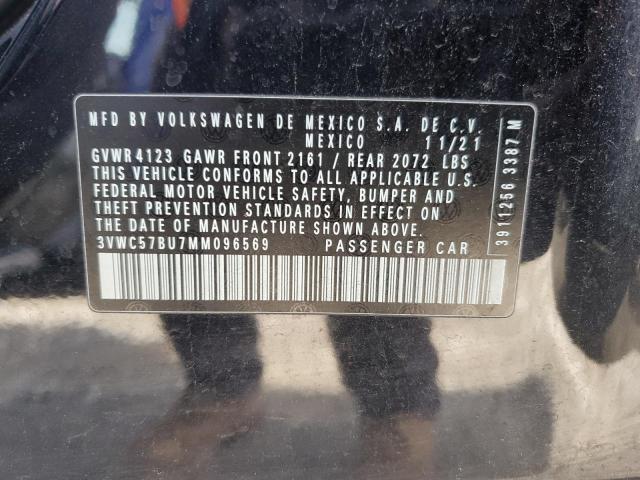 MFD BY VOLKSWAGEN DE MEXICO S.A. DE C.V.
MEXICO 11/21
GVWR 4123 GAWR FRONT 2161 / REAR 2072 LBS
THIS VEHICLE CONFORMS TO ALL APPLICABLE U.S.
FEDERAL MOTOR VEHICLE SAFETY, BUMPER AND
THEFT PREVENTION STANDARDS IN EFFECT ON
THE DATE OF MANUFACTURE SHOWN ABOVE.
3VWC57BU7MM096569 PASSENGER CAR
3911256 3387 M